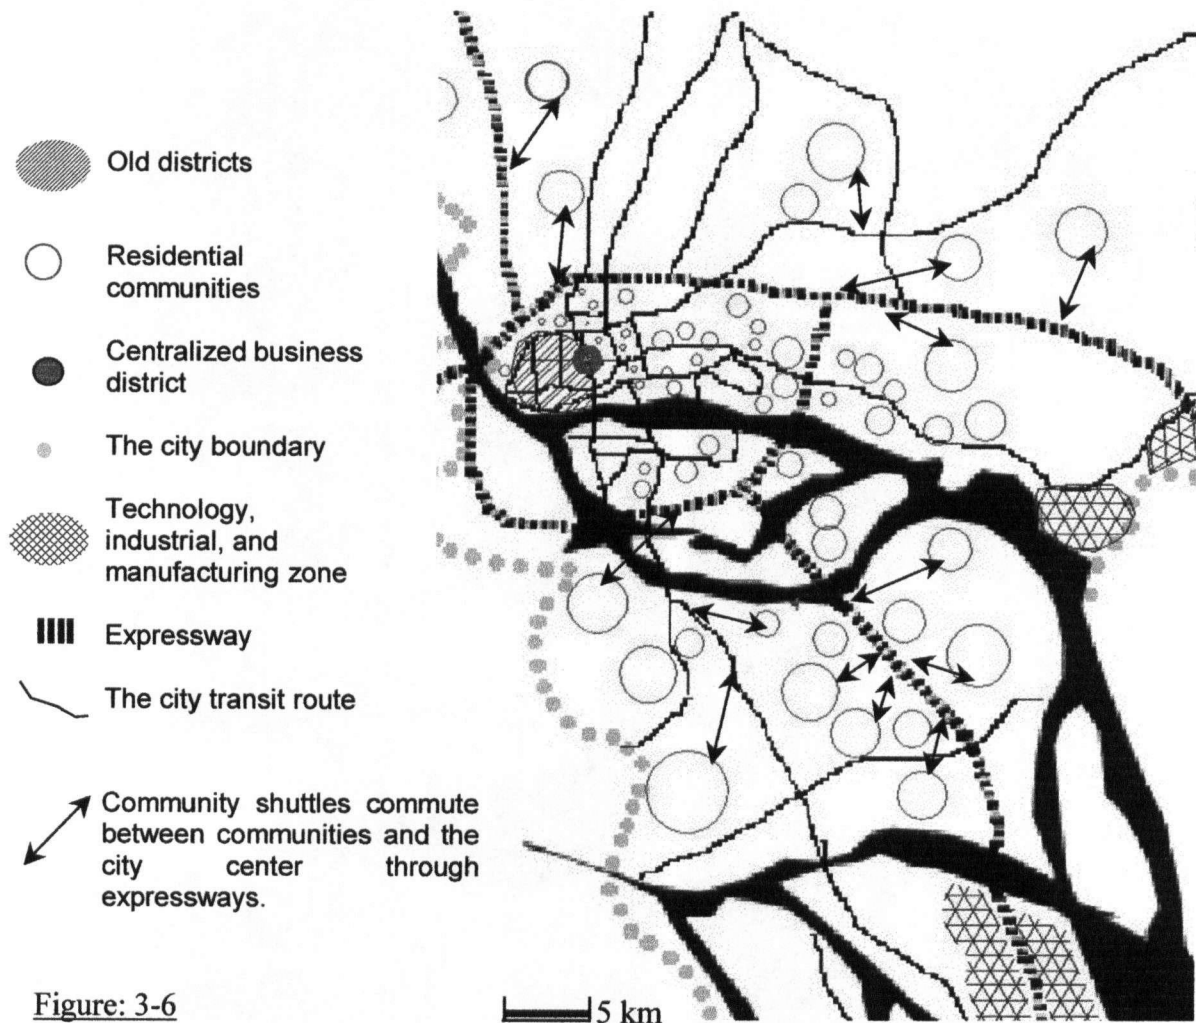 Old districts
Residential
communities
Centralized business
district
The city boundary
Technology,
industrial, and
manufacturing zone
Expressway
The city transit route
Community shuttles commute
between communities and the
city center through
expressways.
Figure: 3-6
5 km